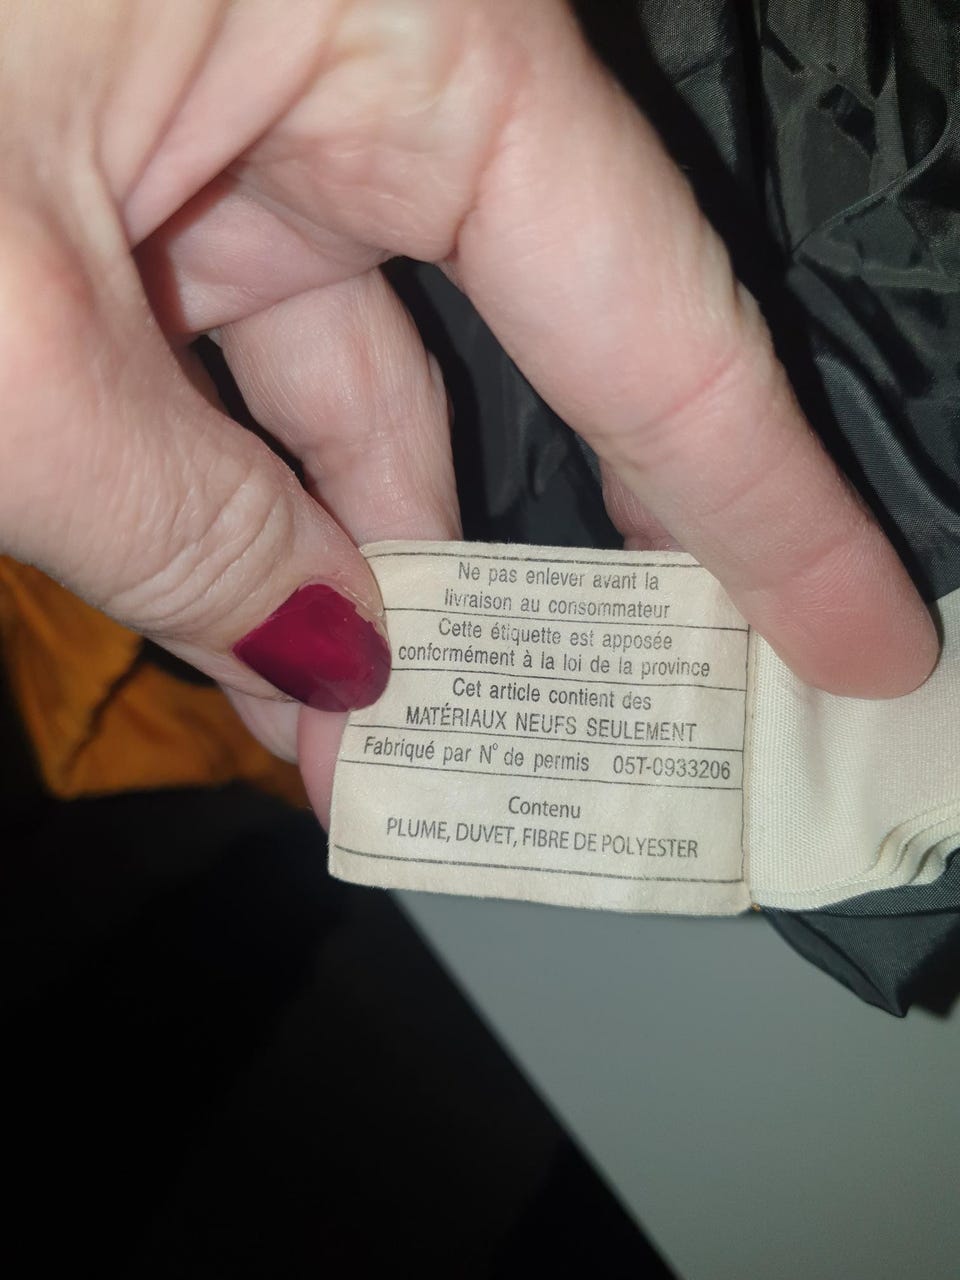 Ne pas enlever avant la
livraison au consommateur
Cette étiquette est apposée
conformément à la loi de la province
Cet article contient des
MATÉRIAUX NEUFS SEULEMENT
Fabriqué par N° de permis 05T-0933206
Contenu
PLUME, DUVET, FIBRE DE POLYESTER